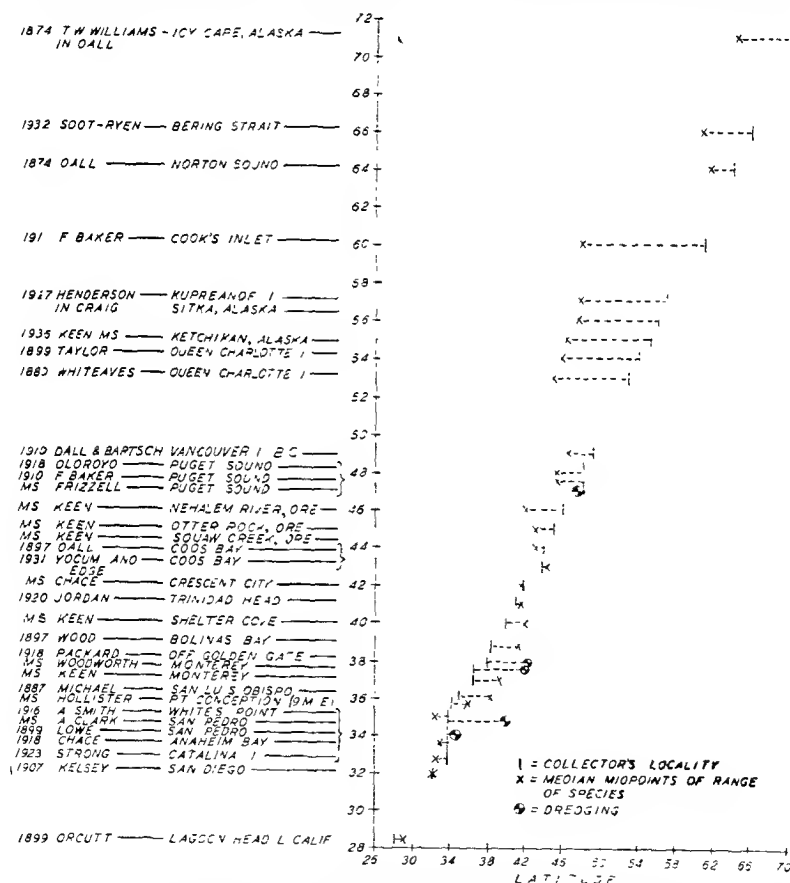 1874 T W WILLIAMS — ICY CAPE, ALASKA
IN DALL
1932 SOOT-RYEN — BERING STRAIT
1874 DALL — NORTON SOUND
191 F BAKER — COOK'S INLET
1927 HENDERSON — KUPREANOF I
IN CRAIG SITKA, ALASKA
1935 KEEN MS — KETCHIKAN, ALASKA
1899 TAYLOR — QUEEN CHARLOTTE I
1880 WHITEAVES — QUEEN CHARLOTTE I
1910 DALL & BARTSCH VANCOUVER I B C
1918 OLOROYO — PUGET SOUND
1910 F BAKER — PUGET SOUND
MS FRIZZELL — PUGET SOUND
MS KEEN — NEHALEM RIVER, ORE
MS KEEN — OTTER ROCK, ORE
MS KEEN — SQUAW CREEK, ORE
1897 DALL — COOS BAY
1931 YOCUM AND — COOS BAY
EDGE
MS CHACE — CRESCENT CITY
1920 JORDAN — TRINIDAD HEAD
MS KEEN — SHELTER COVE
1897 WOOD — BOLINAS BAY
1918 PACKARD — OFF GOLDEN GATE
MS WOODWORTH — MONTEREY
MS KEEN — MONTEREY
1887 MICHAEL — SAN LUIS OBISPO
MS HOLLISTER — PT CONCEPTION (9 M E)
1916 A SMITH — WHITES POINT
MS A CLARK — SAN PEDRO
1899 LOWE — SAN PEDRO
1918 CHACE — ANAHEIM BAY
1923 STRONG — CATALINA I
1907 KELSEY — SAN DIEGO
1899 ORCUTT — LAGOON HEAD L CALIF
72
70
68
66
64
62
60
58
56
54
52
50
48
46
44
42
40
38
36
34
32
30
28
I = COLLECTOR'S LOCALITY
X = MEDIAN MIDPOINTS OF RANGE
OF SPECIES
= DREDGING
26 30 34 38 42 46 50 54 58 62 66 70
LATITUDE